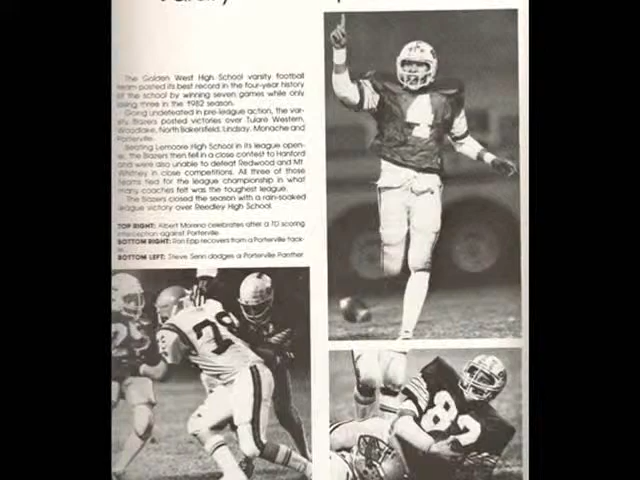 The Golden West High School varsity football
team posted its best record in the four-year history
of the school by winning seven games while only
losing three in the 1982 season.
Going undefeated in pre-league action, the var-
sity Blazers posted victories over Tulare Western,
Woodlake, North Bakersfield, Lindsay, Monache and
Porterville.
Beating Lemoore High School in its league open-
er, the Blazers then fell in a close contest to Hanford
and were also unable to defeat Redwood and Mt.
Whitney in close competitions. All three of those
teams tied for the league championship in what
many coaches felt was the toughest league.
The Blazers closed the season with a rain-soaked
league victory over Reedley High School.
TOP RIGHT: Albert Moreno celebrates after a TD scoring
interception against Porterville
BOTTOM RIGHT: Ron Epp recovers from a Porterville tack-
BOTTOM LEFT: Steve Senn dodges a Porterville Panther
4
78
82